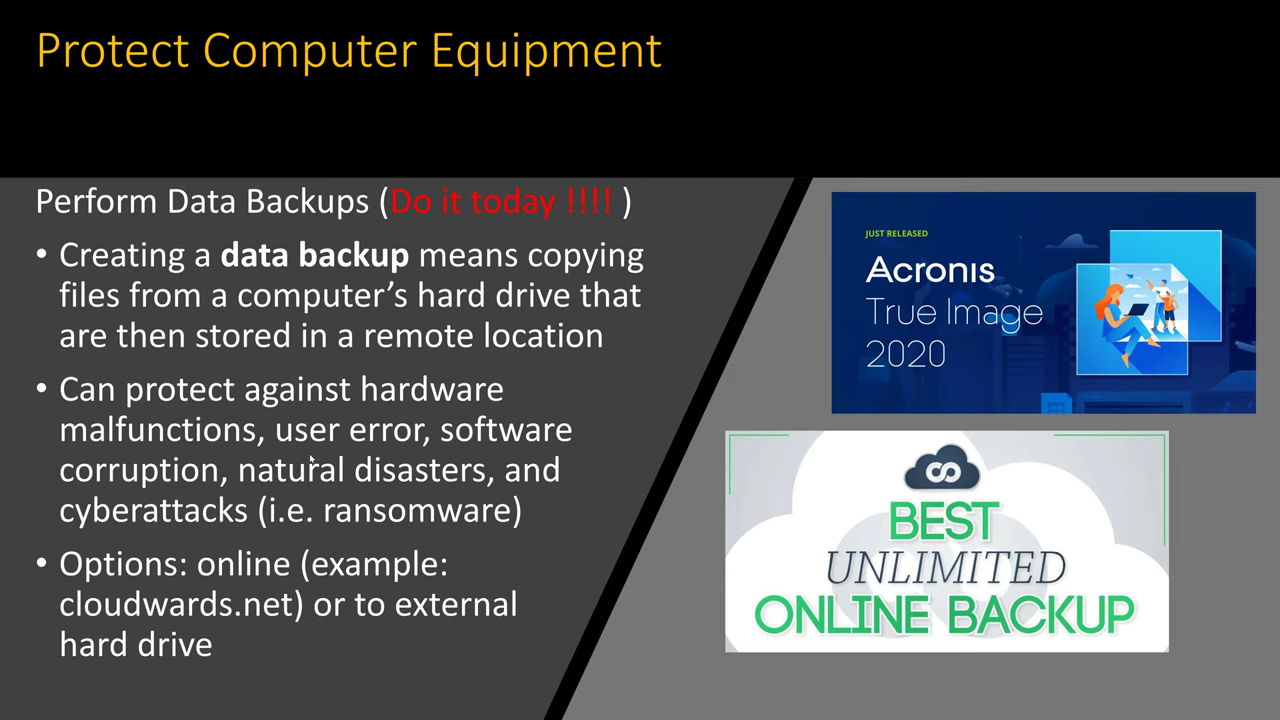 Protect Computer Equipment
Perform Data Backups (Do it today !!!! )
• Creating a data backup means copying
files from a computer’s hard drive that
are then stored in a remote location
• Can protect against hardware
malfunctions, user error, software
corruption, natural disasters, and
cyberattacks (i.e. ransomware)
• Options: online (example:
cloudwards.net) or to external
hard drive
JUST RELEASED
Acronis
True Image
2020
BEST
UNLIMITED
ONLINE BACKUP